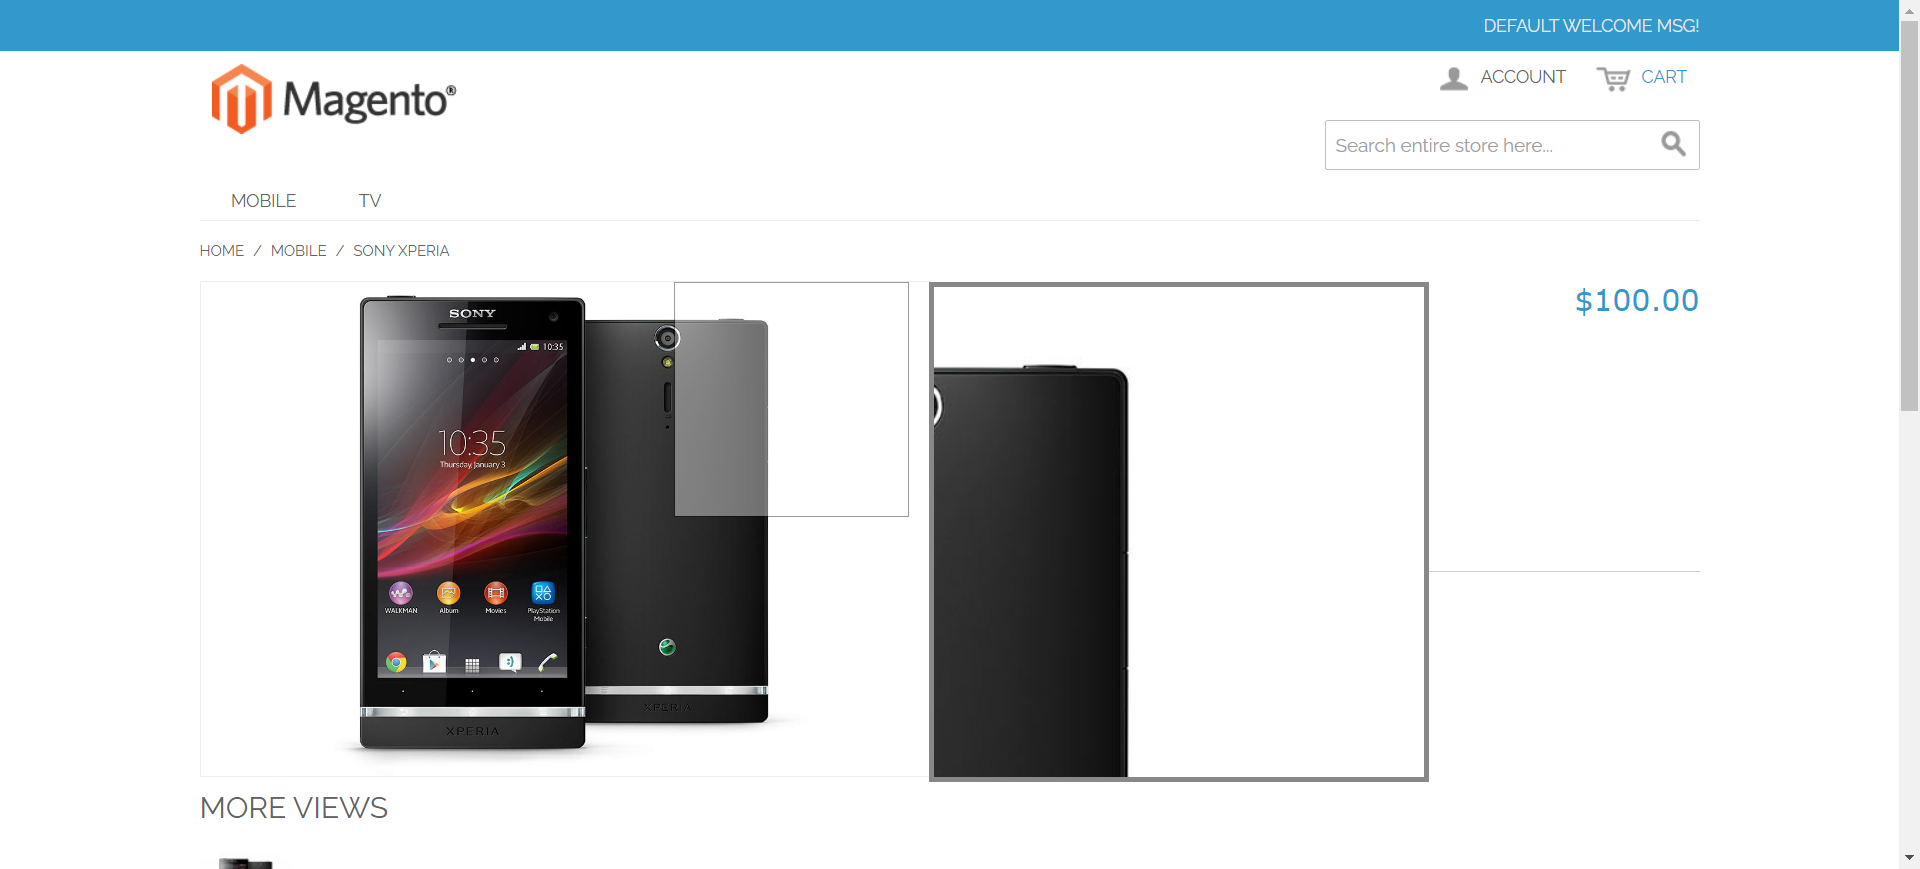 DEFAULT WELCOME MSG!
Magento®
ACCOUNT
CART
Search entire store here...
MOBILE
TV
HOME / MOBILE / SONY XPERIA
$100.00
SONY
10:35
10:35
Thursday, January 3
WALKMAN
Album
Movies
PlayStation
Mobile
XPERIA
XPERIA
MORE VIEWS